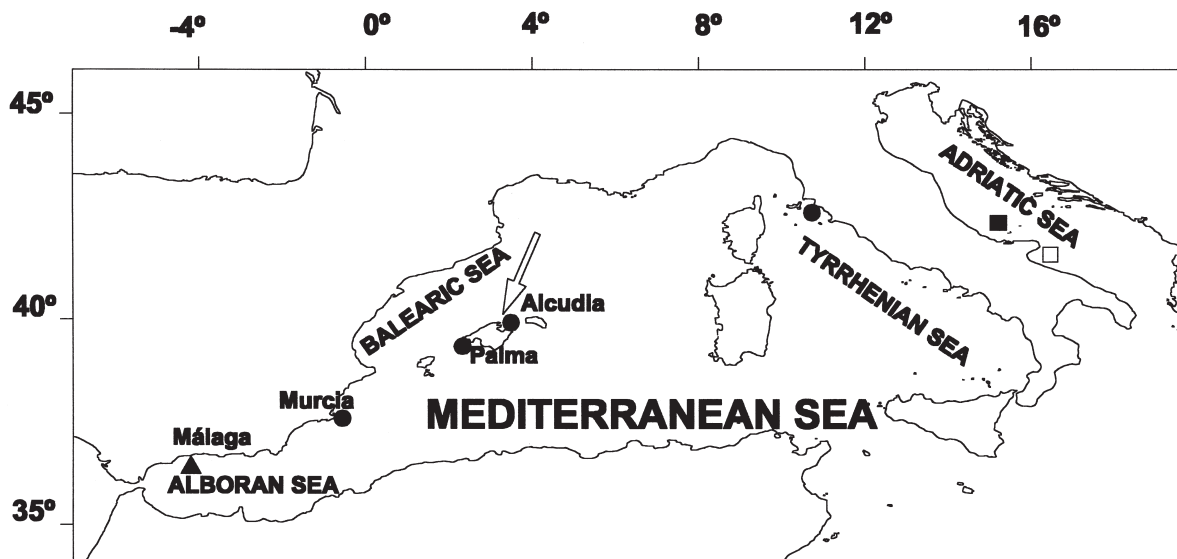 -4º 0º 4º 8º 12º 16º
45º
ADRIATIC SEA
TYRRHENIAN SEA
BALEARIC SEA
40º
Alcudia
Palma
Murcia
MEDITERRANEAN SEA
Málaga
ALBORAN SEA
35º